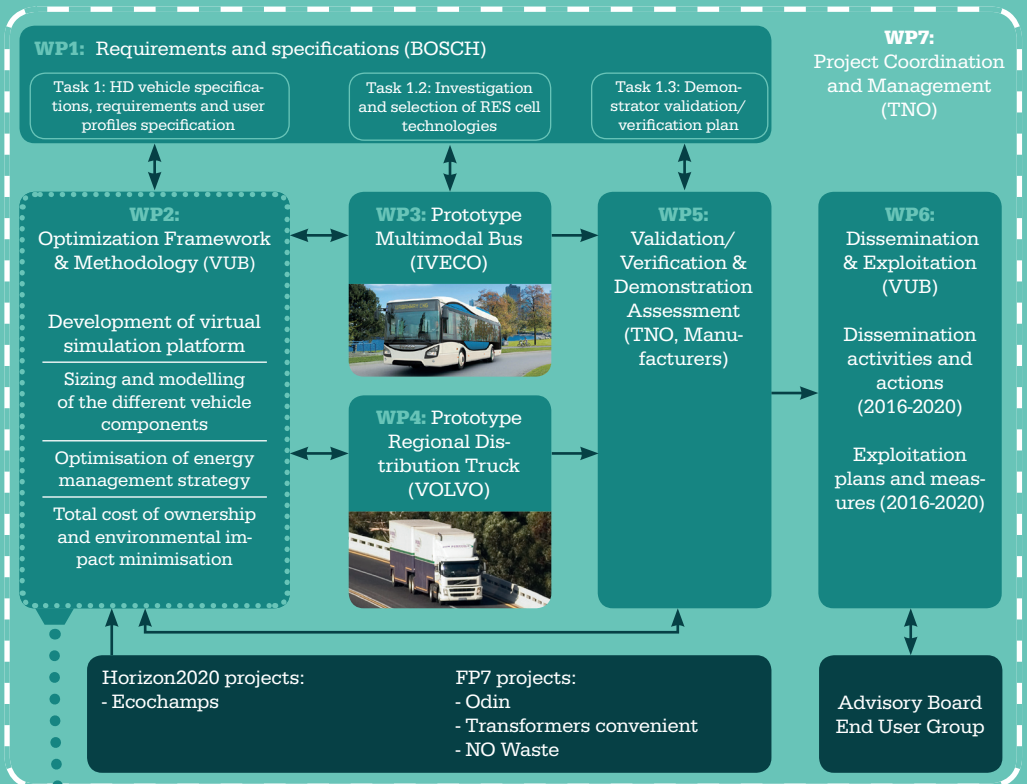 WP1: Requirements and specifications (BOSCH)
Task 1: HD vehicle specifica-
tions, requirements and user
profiles specification
Task 1.2: Investigation
and selection of RES cell
technologies
Task 1.3: Demon-
strator validation/
verification plan
WP7:
Project Coordination
and Management
(TNO)
WP2:
Optimization Framework
& Methodology (VUB)
Development of virtual
simulation platform
Sizing and modelling
of the different vehicle
components
Optimisation of energy
management strategy
Total cost of ownership
and environmental im-
pact minimisation
WP3: Prototype
Multimodal Bus
(IVECO)
WP4: Prototype
Regional Dis-
tribution Truck
(VOLVO)
WP5:
Validation/
Verification &
Demonstration
Assessment
(TNO, Manu-
facturers)
WP6:
Dissemination
& Exploitation
(VUB)
Dissemination
activities and
actions
(2016-2020)
Exploitation
plans and meas-
ures (2016-2020)
Horizon2020 projects:
- Ecochamps
FP7 projects:
- Odin
- Transformers convenient
- NO Waste
Advisory Board
End User Group